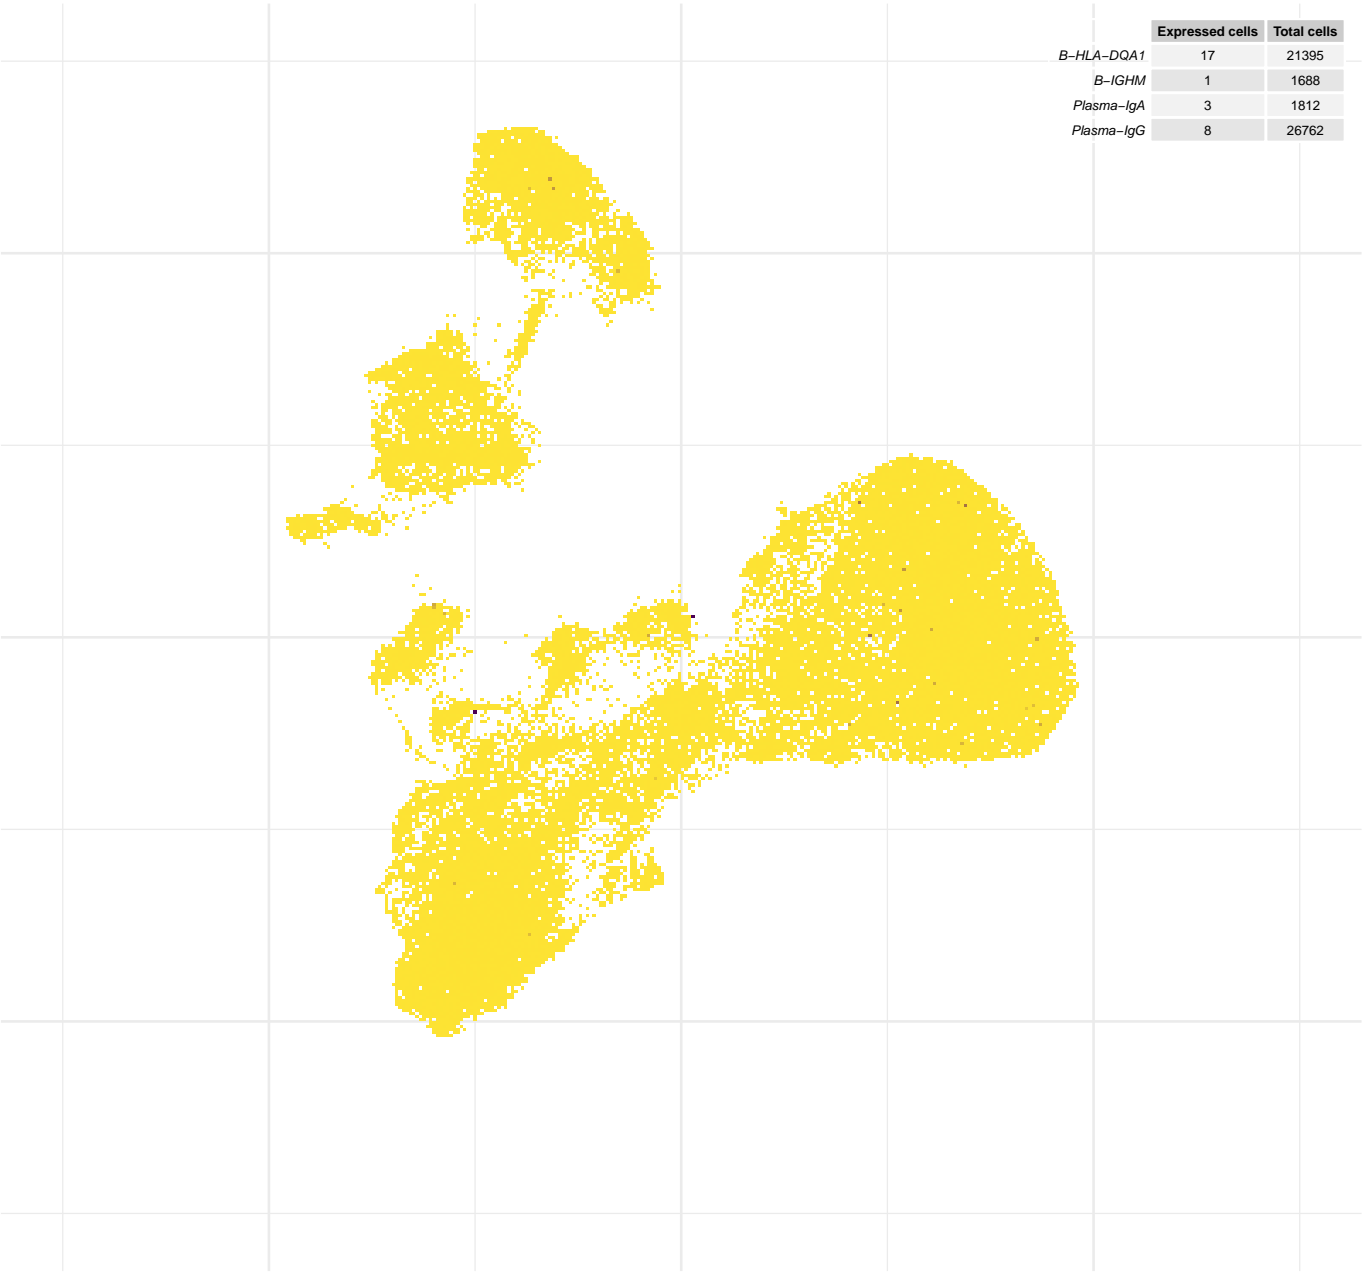 Expressed cells Total cells
B−HLA−DQA1 17 21395
B−IGHM 1 1688
Plasma−IgA 3 1812
Plasma−IgG 8 26762